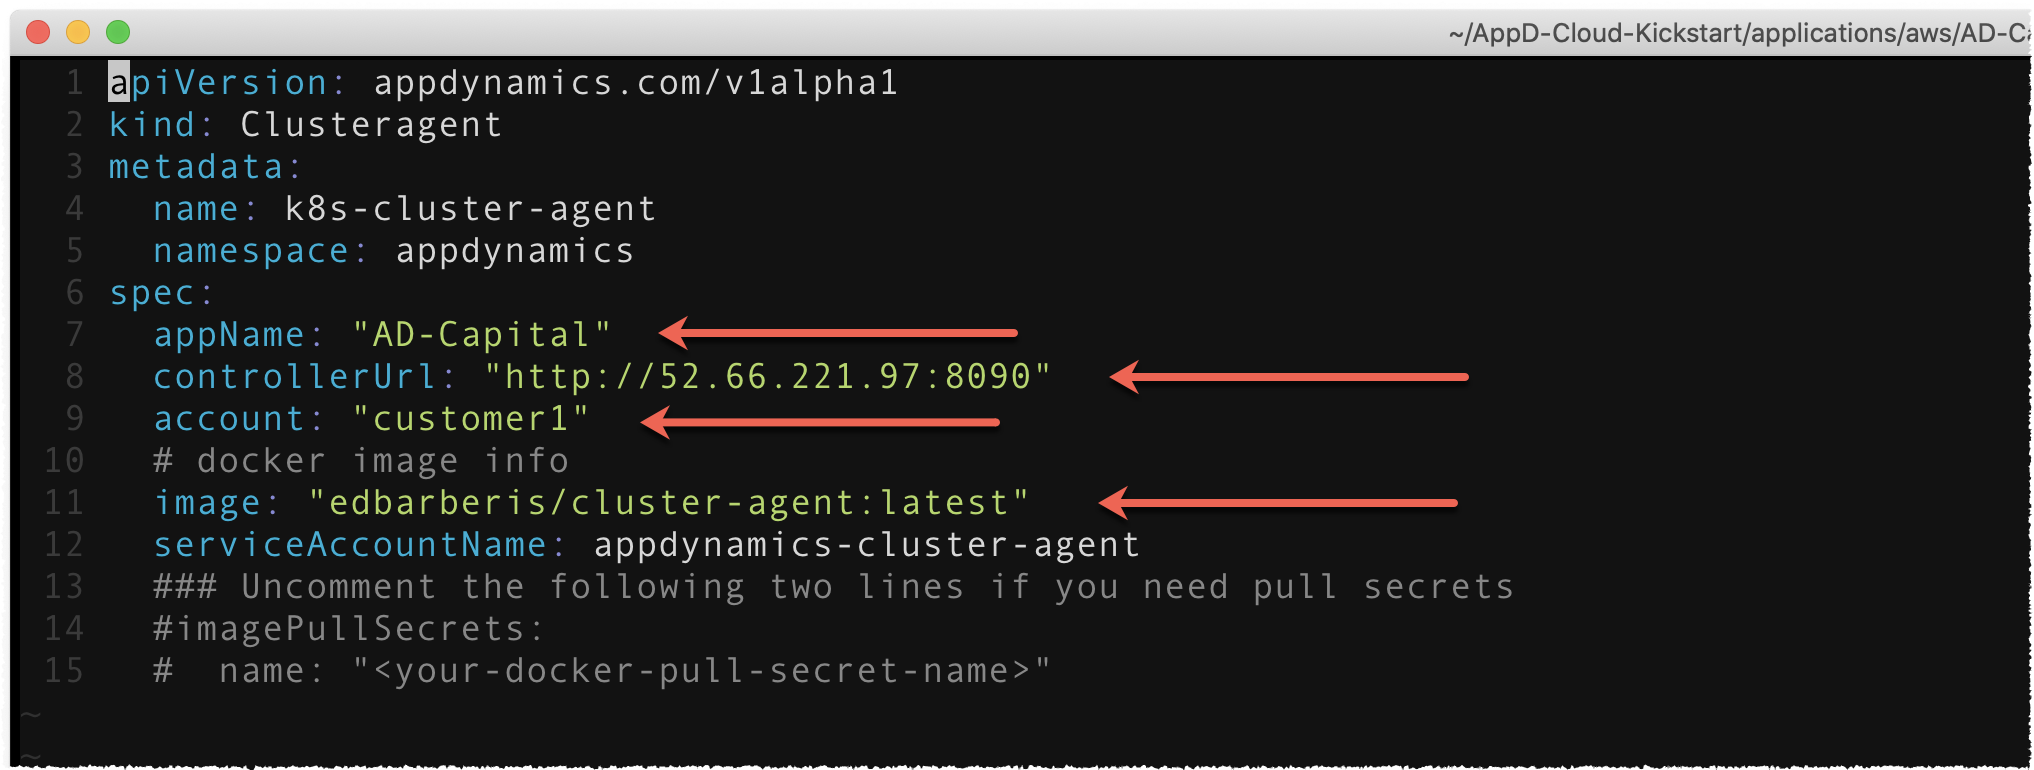 ~/AppD-Cloud-Kickstart/applications/aws/AD-Ca
1 apiVersion: appdynamics.com/v1alpha1
2 kind: Clusteragent
3 metadata:
4   name: k8s-cluster-agent
5   namespace: appdynamics
6 spec:
7   appName: "AD-Capital"
8   controllerUrl: "http://52.66.221.97:8090"
9   account: "customer1"
10   # docker image info
11   image: "edbarberis/cluster-agent:latest"
12   serviceAccountName: appdynamics-cluster-agent
13   ### Uncomment the following two lines if you need pull secrets
14   #imagePullSecrets:
15   #  name: "<your-docker-pull-secret-name>"
~
~